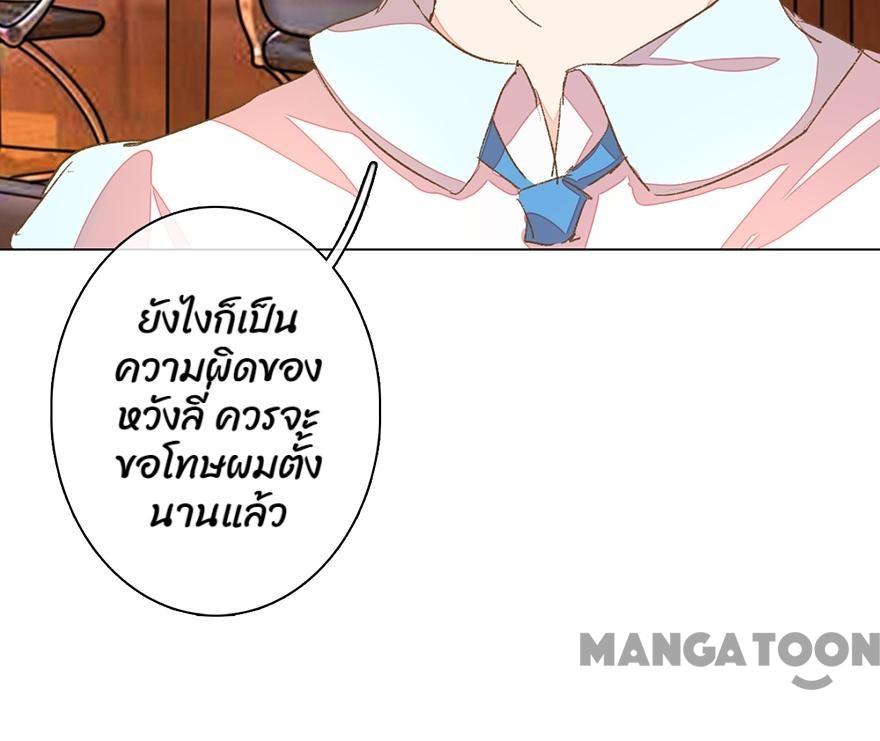 ยังไงก็เป็น
ความผิดของ
หวังลี่ ควรจะ
ขอโทษผมตั้ง
นานแล้ว
MANGATOON